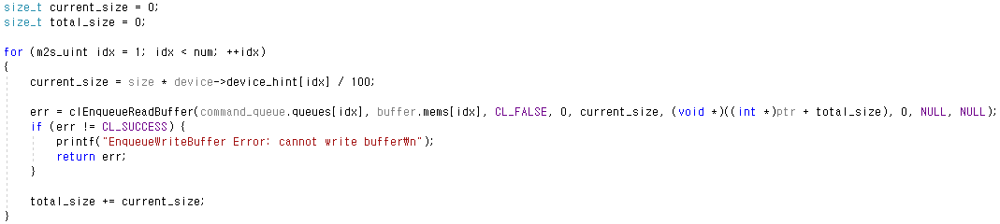 size_t current_size = 0;
size_t total_size = 0;
for (m2s_uint idx = 1; idx < num; ++idx)
{
current_size = size * device->device_hint[idx] / 100;
err = clEnqueueReadBuffer(command_queue.queues[idx], buffer.mems[idx], CL_FALSE, 0, current_size, (void *)((int *)ptr + total_size), 0, NULL, NULL);
if (err != CL_SUCCESS) {
printf("EnqueueWriteBuffer Error: cannot write buffer₩n");
return err;
}
total_size += current_size;
}